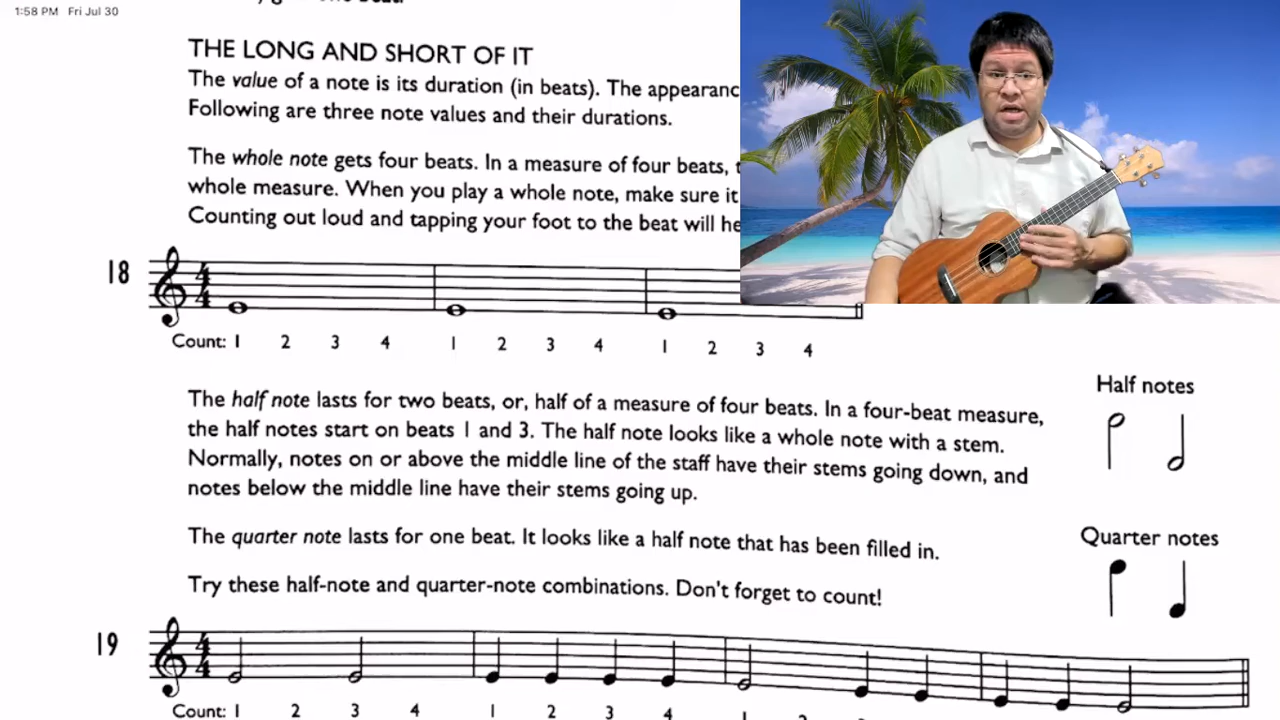 1:58 PM Fri Jul 30
THE LONG AND SHORT OF IT
The value of a note is its duration (in beats). The
Following are three note values and their durations.
The whole note gets four beats. In a measure of four beats,
whole measure. When you play a whole note, make sure it
Counting out loud and tapping your foot to the beat will
18
4
4
Count: 1 2 3 4 1 2 3 4 1 2 3 4
The half note lasts for two beats, or, half of a measure of four beats. In a four-beat measure,
the half notes start on beats 1 and 3. The half note looks like a whole note with a stem.
Normally, notes on or above the middle line of the staff have their stems going down, and
notes below the middle line have their stems going up.
Half notes
The quarter note lasts for one beat. It looks like a half note that has been filled in.
Quarter notes
Try these half-note and quarter-note combinations. Don't forget to count!
19
4
4
Count: 1 2 3 4 1 2 3 4